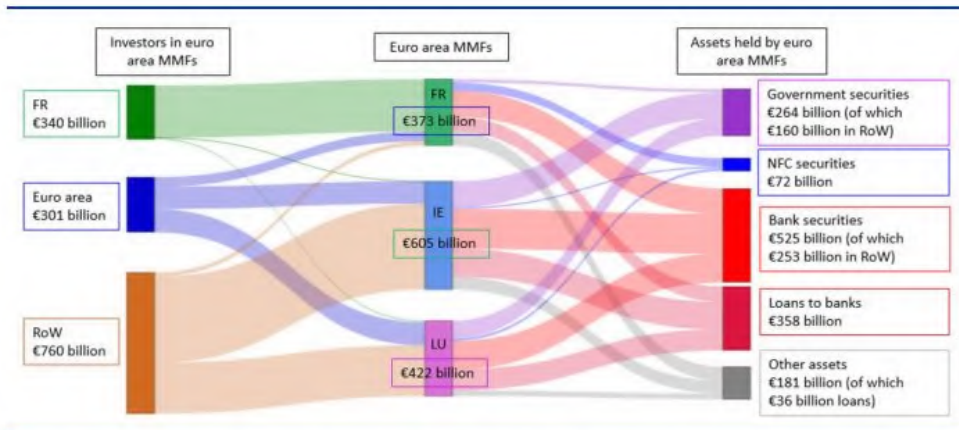 Investors in euro
area MMFs
Euro area MMFs
Assets held by euro
area MMFs
FR
€340 billion
Euro area
€301 billion
RoW
€760 billion
FR
€373 billion
IE
€605 billion
LU
€422 billion
Government securities
€264 billion (of which
€160 billion in RoW)
NFC securities
€72 billion
Bank securities
€525 billion (of which
€253 billion in RoW)
Loans to banks
€358 billion
Other assets
€181 billion (of which
€36 billion loans)